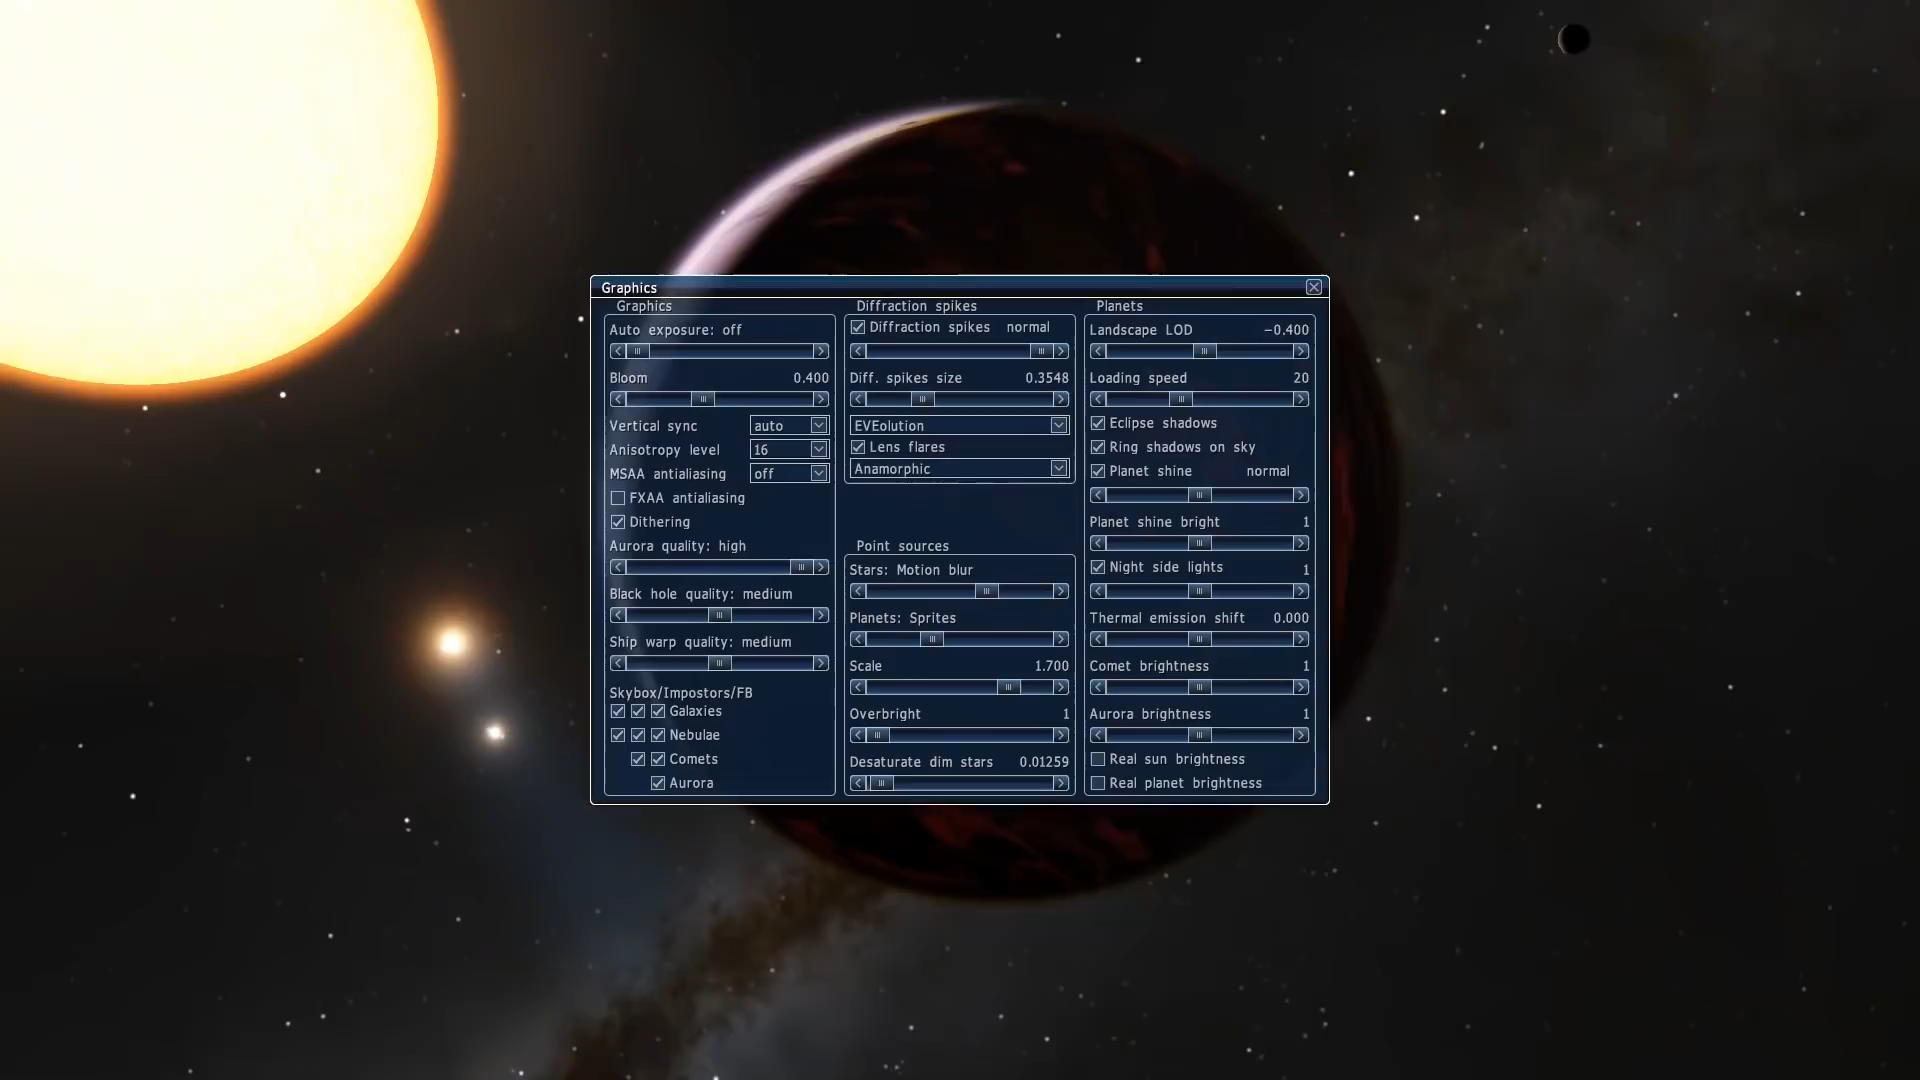 Graphics
Graphics
Auto exposure: off
Bloom 0.400
Vertical sync auto
Anisotropy level 16
MSAA antialiasing off
FXAA antialiasing
Dithering
Aurora quality: high
Black hole quality: medium
Ship warp quality: medium
Skybox/Impostors/FB
Galaxies
Nebulae
Comets
Aurora
Diffraction spikes
Diffraction spikes normal
Diff. spikes size 0.3548
EVEolution
Lens flares
Anamorphic
Point sources
Stars: Motion blur
Planets: Sprites
Scale 1.700
Overbright 1
Desaturate dim stars 0.01259
Planets
Landscape LOD -0.400
Loading speed 20
Eclipse shadows
Ring shadows on sky
Planet shine normal
Planet shine bright 1
Night side lights 1
Thermal emission shift 0.000
Comet brightness 1
Aurora brightness 1
Real sun brightness
Real planet brightness